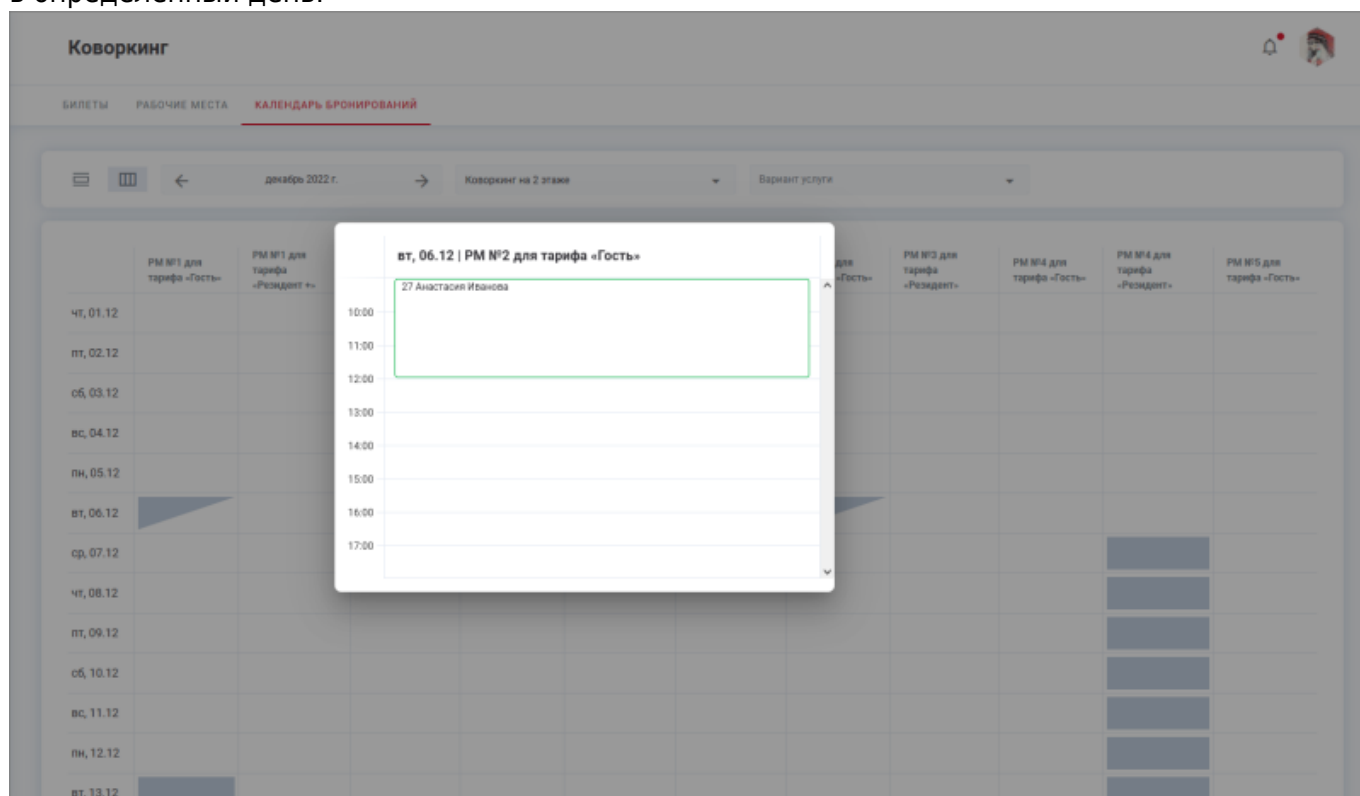 в определенный день.
Коворкинг
БИЛЕТЫ РАБОЧИЕ МЕСТА КАЛЕНДАРЬ БРОНИРОВАНИЙ
декабрь 2022 г. Коворкинг на 2 этаже Вариант услуги
РМ №1 для тарифа «Гость»
РМ №1 для тарифа «Резидент +»
вт, 06.12 | РМ №2 для тарифа «Гость»
для «Гость»
РМ №3 для тарифа «Резидент»
РМ №4 для тарифа «Гость»
РМ №4 для тарифа «Резидент»
РМ №5 для тарифа «Гость»
27 Анастасия Иванова
10:00
11:00
12:00
13:00
14:00
15:00
16:00
17:00
чт, 01.12
пт, 02.12
сб, 03.12
вс, 04.12
пн, 05.12
вт, 06.12
ср, 07.12
чт, 08.12
пт, 09.12
сб, 10.12
вс, 11.12
пн, 12.12
вт, 13.12